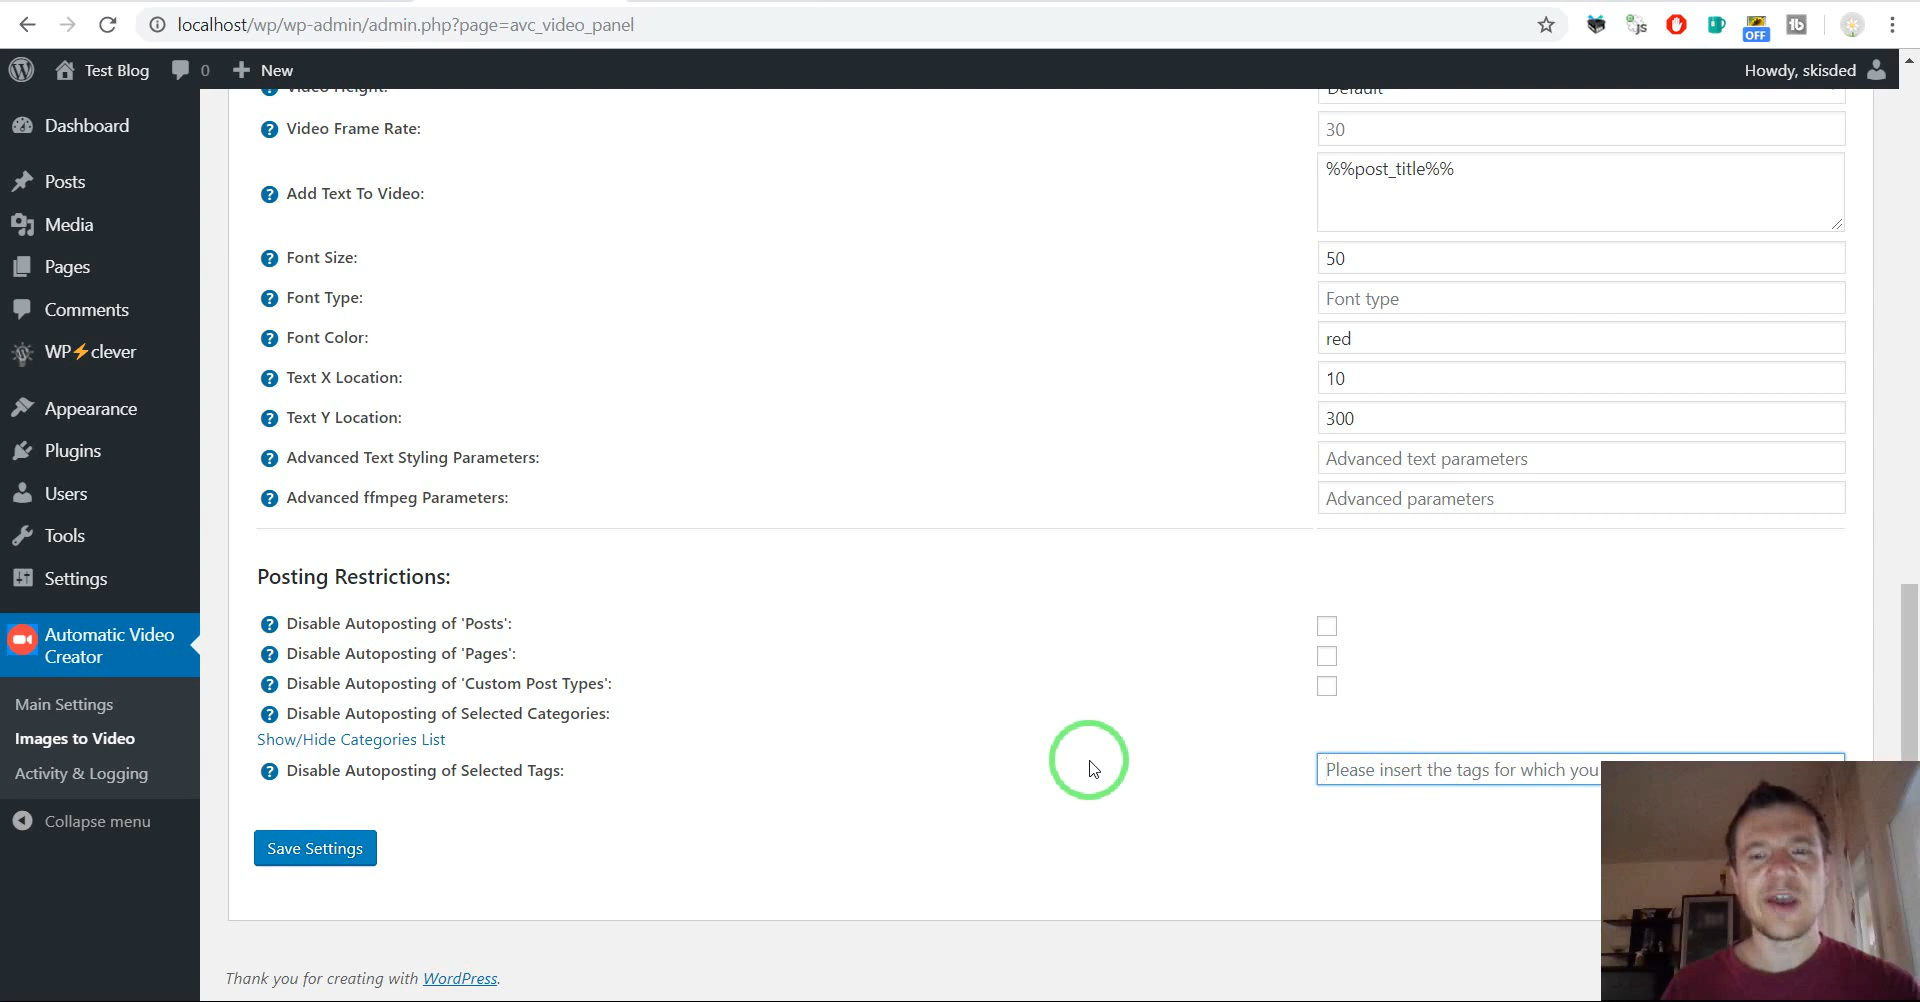 localhost/wp/wp-admin/admin.php?page=avc_video_panel
JS
OFF
Test Blog
0
New
Howdy, skisded
Dashboard
Posts
Media
Pages
Comments
WP⚡clever
Appearance
Plugins
Users
Tools
Settings
Automatic Video
Creator
Main Settings
Images to Video
Activity & Logging
Collapse menu
Video Height:
Default
Video Frame Rate:
30
Add Text To Video:
%%post_title%%
Font Size:
50
Font Type:
Font type
Font Color:
red
Text X Location:
10
Text Y Location:
300
Advanced Text Styling Parameters:
Advanced text parameters
Advanced ffmpeg Parameters:
Advanced parameters
Posting Restrictions:
Disable Autoposting of 'Posts':
Disable Autoposting of 'Pages':
Disable Autoposting of 'Custom Post Types':
Disable Autoposting of Selected Categories:
Show/Hide Categories List
Disable Autoposting of Selected Tags:
Please insert the tags for which you
Save Settings
Thank you for creating with WordPress.